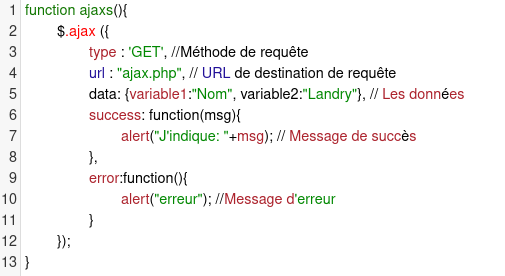 1 function ajaxs(){
2 $.ajax ({
3 type : 'GET', //Méthode de requête
4 url : "ajax.php", // URL de destination de requête
5 data: {variable1:"Nom", variable2:"Landry"}, // Les données
6 success: function(msg){
7 alert("J'indique: "+msg); // Message de succès
8 },
9 error:function(){
10 alert("erreur"); //Message d'erreur
11 }
12 });
13 }